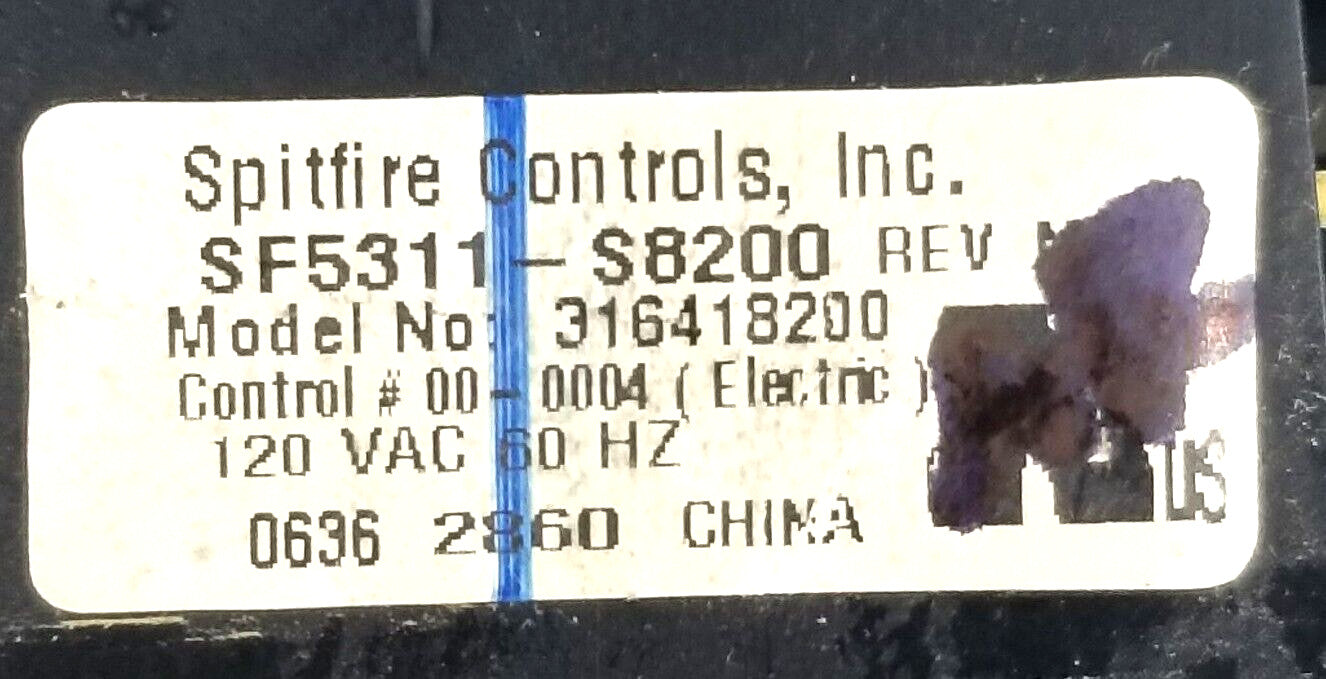 Spitfire Controls, Inc.
SF5311-S8200 REV
Model No: 316418200
Control # 00-0004 ( Electric )
120 VAC 60 HZ
US
0636 2860 CHINA